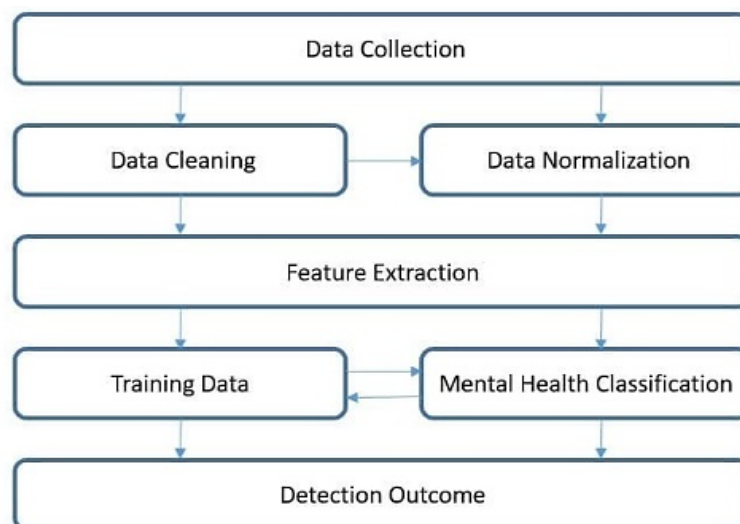 Data Collection
Data Cleaning
Data Normalization
Feature Extraction
Training Data
Mental Health Classification
Detection Outcome